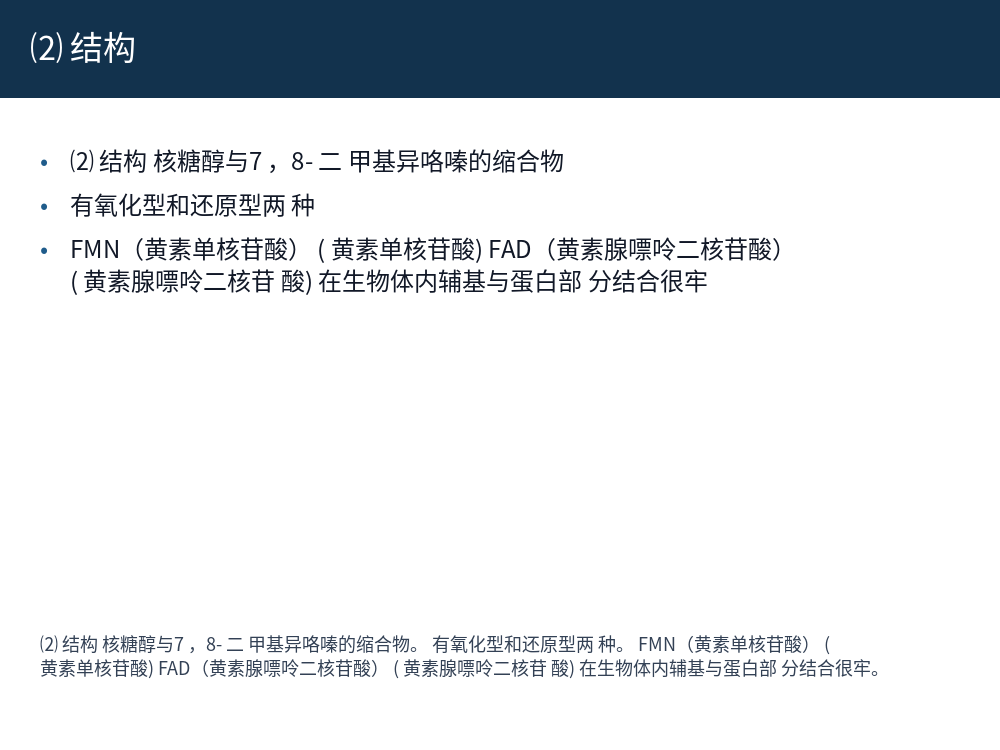 ⑵ 结构
• ⑵ 结构 核糖醇与7 ，8- 二 甲基异咯嗪的缩合物
• 有氧化型和还原型两 种
• FMN（黄素单核苷酸） ( 黄素单核苷酸) FAD（黄素腺嘌呤二核苷酸）
( 黄素腺嘌呤二核苷 酸) 在生物体内辅基与蛋白部 分结合很牢
⑵ 结构 核糖醇与7 ，8- 二 甲基异咯嗪的缩合物。 有氧化型和还原型两 种。 FMN（黄素单核苷酸） (
黄素单核苷酸) FAD（黄素腺嘌呤二核苷酸） ( 黄素腺嘌呤二核苷 酸) 在生物体内辅基与蛋白部 分结合很牢。